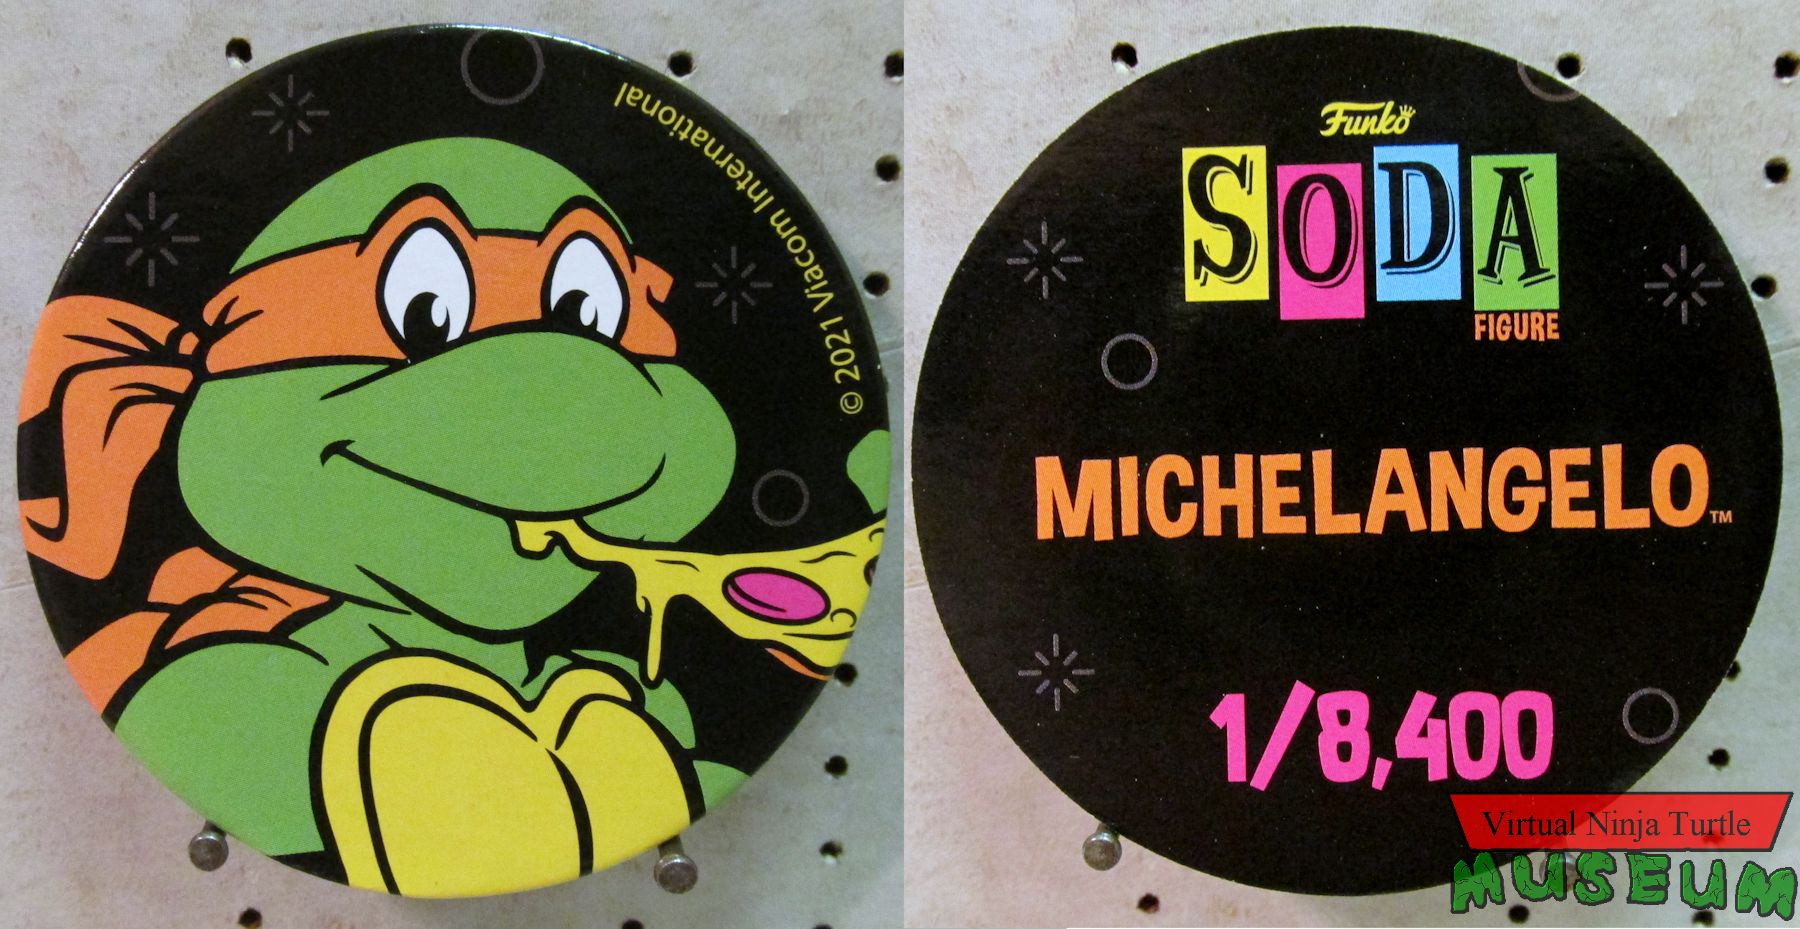 © 2021 Viacom International
Funko
SODA
FIGURE
MICHELANGELO™
1/8,400
Virtual Ninja Turtle
MUSEUM